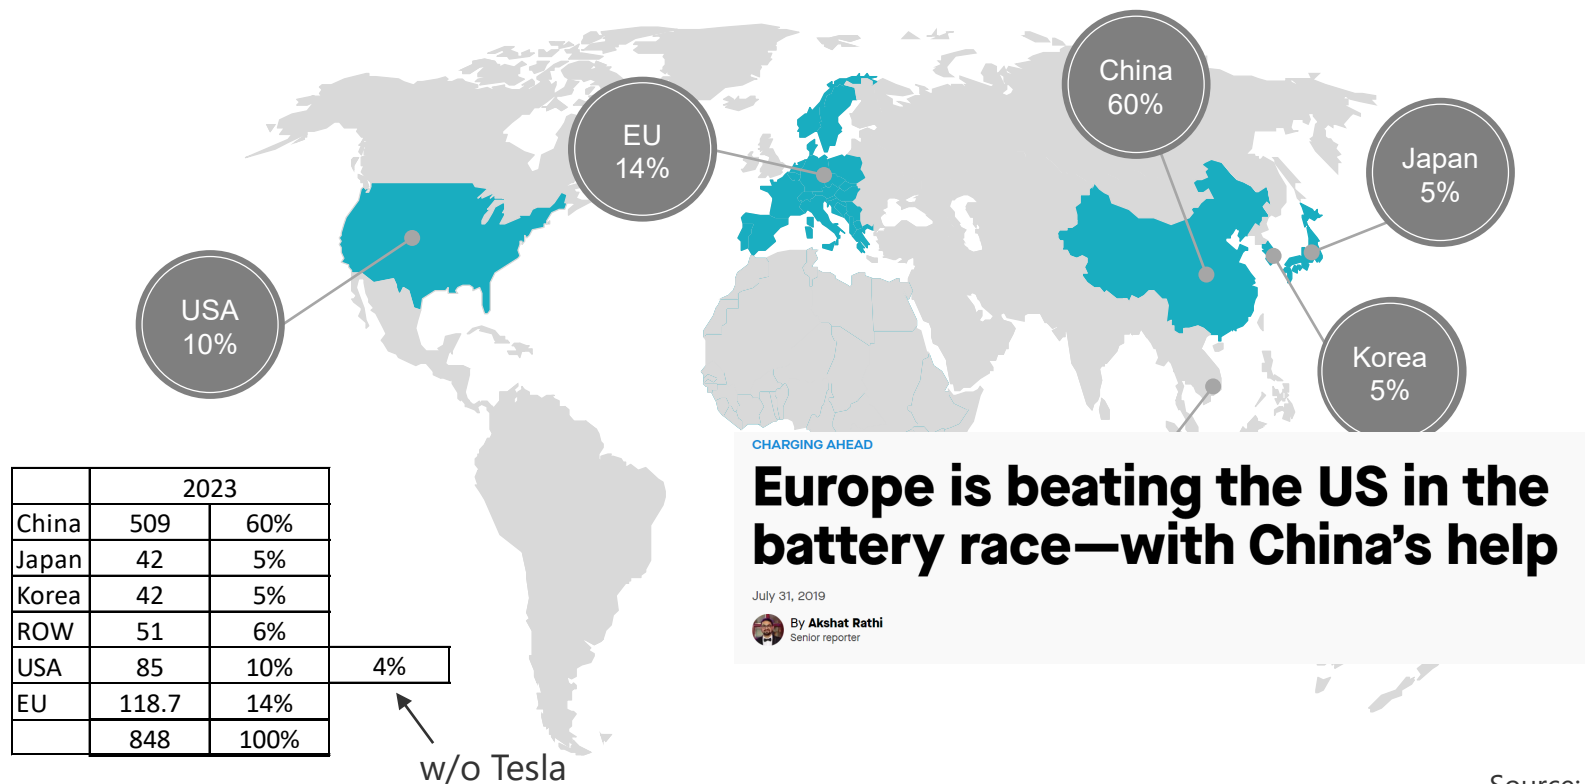 China
60%
EU
14%
Japan
5%
USA
10%
Korea
5%
CHARGING AHEAD
Europe is beating the US in the
battery race—with China's help
July 31, 2019
By Akshat Rathi
Senior reporter
2023
China 509 60%
Japan 42 5%
Korea 42 5%
ROW 51 6%
USA 85 10% 4%
EU 118.7 14%
848 100%
w/o Tesla
Source: